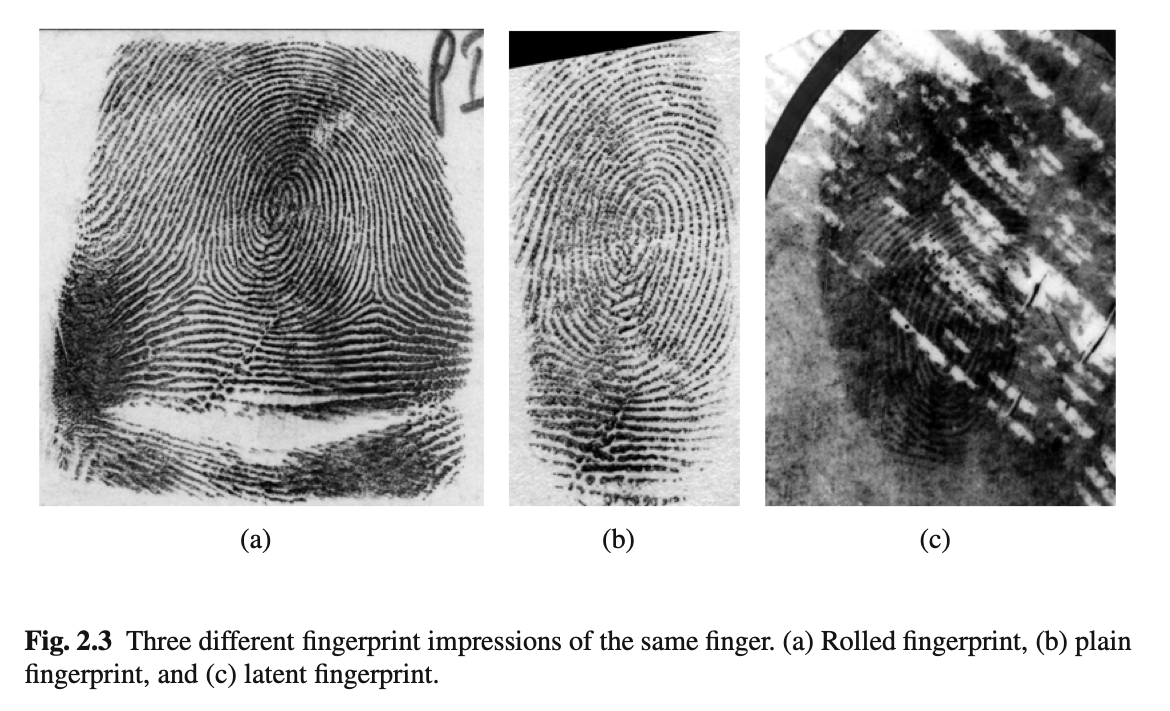 (a)
(b)
(c)
Fig. 2.3 Three different fingerprint impressions of the same finger. (a) Rolled fingerprint, (b) plain
fingerprint, and (c) latent fingerprint.